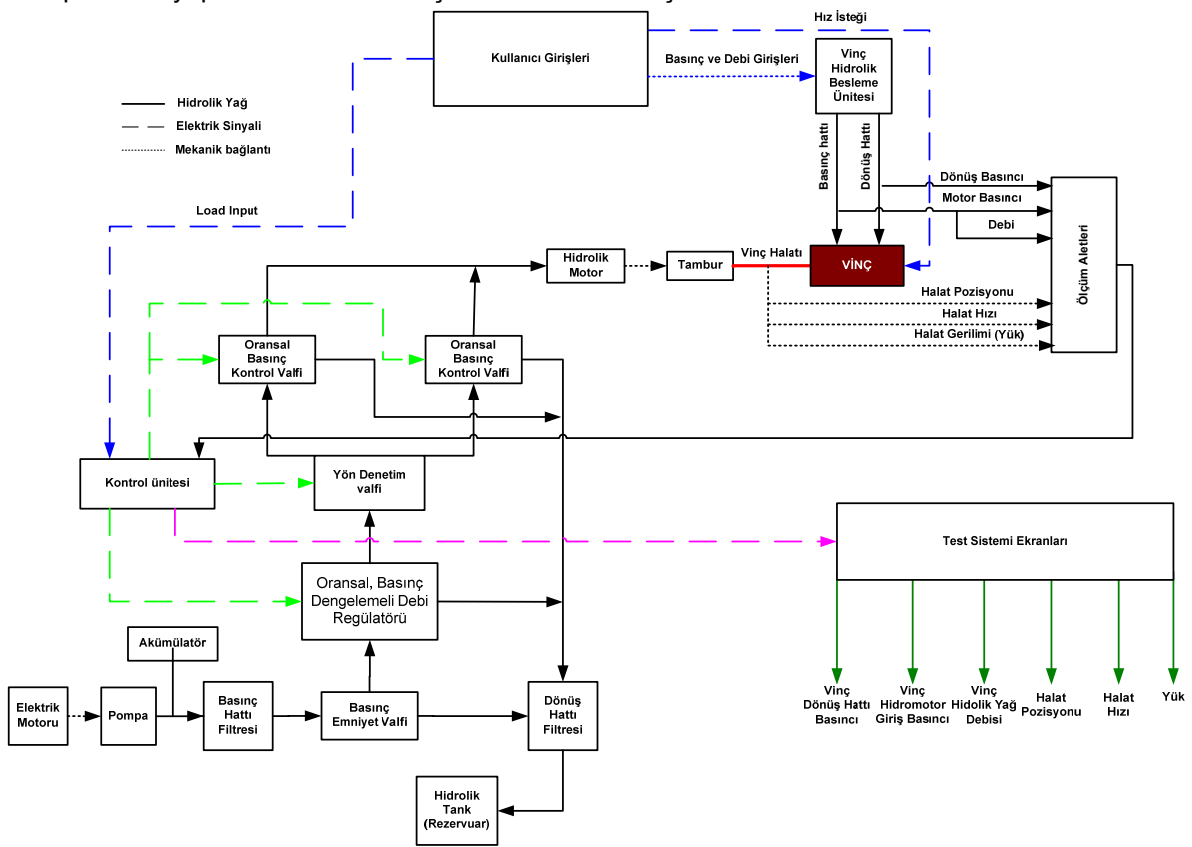 Hız İsteği
Kullanıcı Girişleri
Basınç ve Debi Girişleri
Vinç
Hidrolik
Besleme
Ünitesi
Hidrolik Yağ
Elektrik Sinyali
Mekanik bağlantı
Basınç hattı
Dönüş Hattı
Dönüş Basıncı
Motor Basıncı
Debi
Load Input
Hidrolik
Motor
Tambur
Vinç Halatı
VİNÇ
Ölçüm Aletleri
Halat Pozisyonu
Halat Hızı
Halat Gerilimi (Yük)
Oransal
Basınç
Kontrol Valfi
Oransal
Basınç
Kontrol Valfi
Kontrol ünitesi
Yön Denetim
valfi
Test Sistemi Ekranları
Oransal, Basınç
Dengelemeli Debi
Regülatörü
Akümülatör
Elektrik
Motoru
Pompa
Basınç
Hattı
Filtresi
Basınç
Emniyet Valfi
Dönüş
Hattı
Filtresi
Vinç
Dönüş Hattı
Basıncı
Vinç
Hidromotor
Giriş Basıncı
Vinç
Hidolik Yağ
Debisi
Halat
Pozisyonu
Halat
Hızı
Yük
Hidrolik
Tank
(Rezervuar)